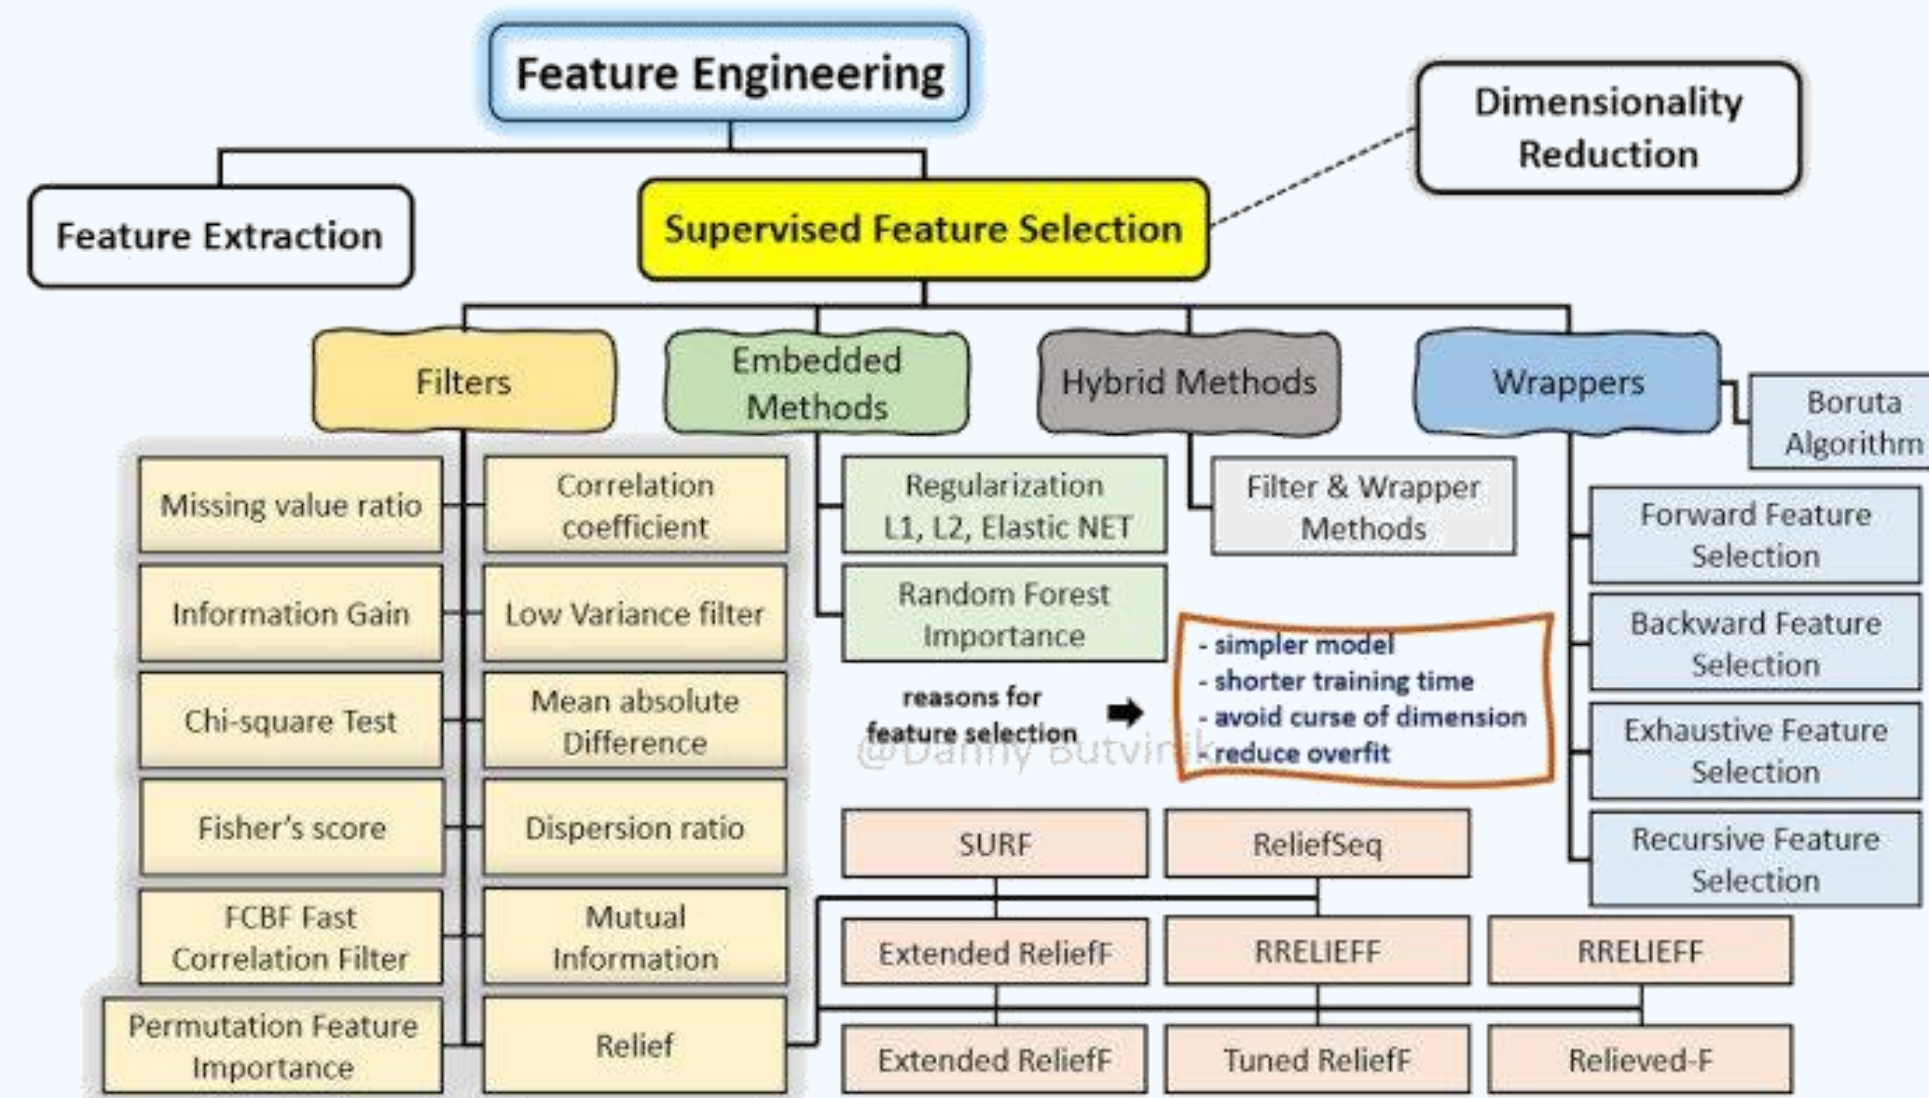 Feature Engineering
Dimensionality
Reduction
Feature Extraction
Supervised Feature Selection
Filters
Embedded
Methods
Hybrid Methods
Wrappers
Boruta
Algorithm
Missing value ratio
Correlation
coefficient
Regularization
L1, L2, Elastic NET
Filter & Wrapper
Methods
Forward Feature
Selection
Information Gain
Low Variance filter
Random Forest
Importance
Backward Feature
Selection
Chi-square Test
Mean absolute
Difference
reasons for
feature selection
- simpler model
- shorter training time
- avoid curse of dimension
- reduce overfit
@Danny Butvinik
Exhaustive Feature
Selection
Fisher's score
Dispersion ratio
SURF
ReliefSeq
Recursive Feature
Selection
FCBF Fast
Correlation Filter
Mutual
Information
Extended ReliefF
RRELIEFF
RRELIEFF
Permutation Feature
Importance
Relief
Extended ReliefF
Tuned ReliefF
Relieved-F